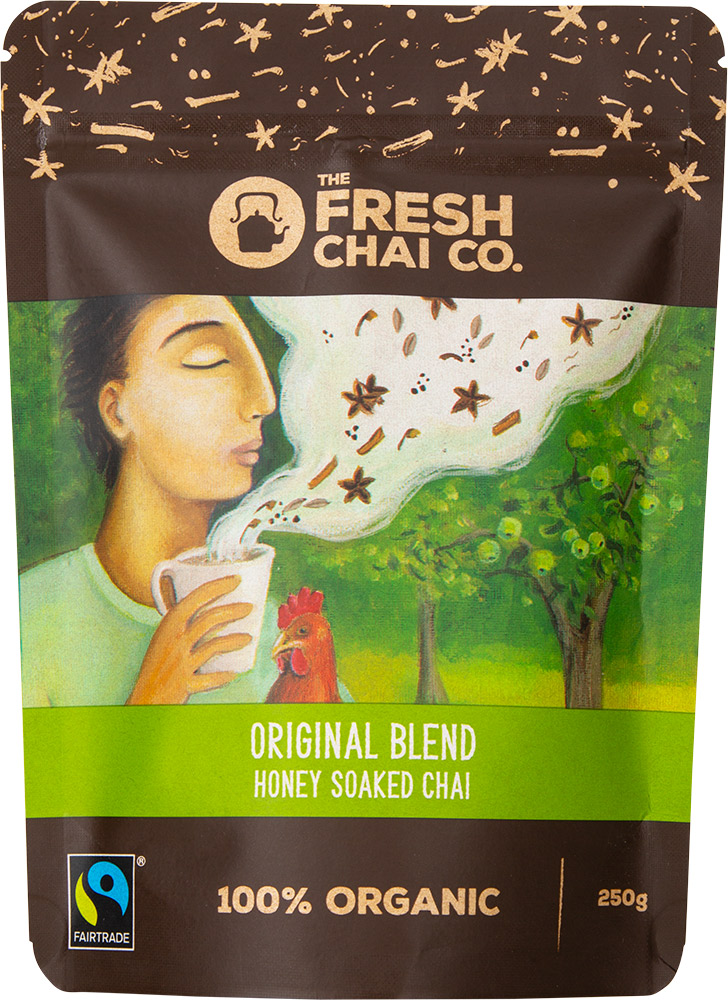 THE
FRESH
CHAI CO.
ORIGINAL BLEND
HONEY SOAKED CHAI
®
FAIRTRADE
100% ORGANIC
250g